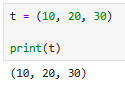 t = (10, 20, 30)
print(t)
(10, 20, 30)